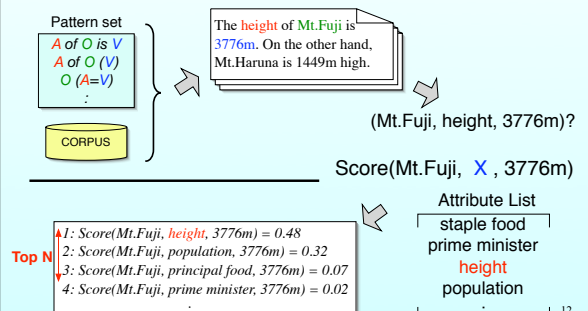 Pattern set
A of O is V
A of O (V)
O (A=V)
:
CORPUS
The height of Mt.Fuji is
3776m. On the other hand,
Mt.Haruna is 1449m high.
(Mt.Fuji, height, 3776m)?
Score(Mt.Fuji, X , 3776m)
Attribute List
staple food
prime minister
height
population
Top N
1: Score(Mt.Fuji, height, 3776m) = 0.48
2: Score(Mt.Fuji, population, 3776m) = 0.32
3: Score(Mt.Fuji, principal food, 3776m) = 0.07
4: Score(Mt.Fuji, prime minister, 3776m) = 0.02
12